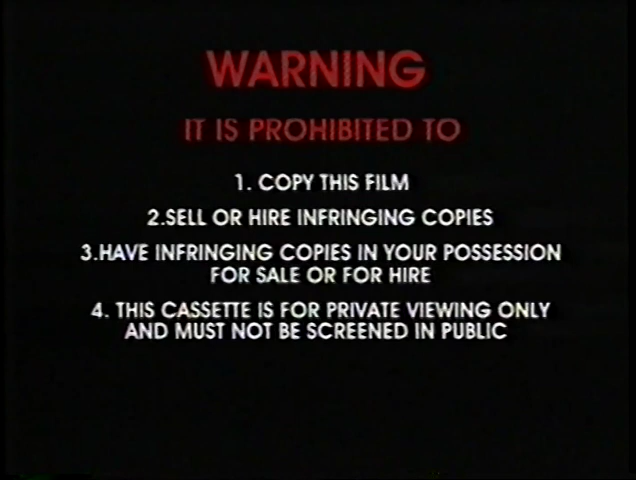 WARNING
IT IS PROHIBITED TO
1. COPY THIS FILM
2.SELL OR HIRE INFRINGING COPIES
3.HAVE INFRINGING COPIES IN YOUR POSSESSION
FOR SALE OR FOR HIRE
4. THIS CASSETTE IS FOR PRIVATE VIEWING ONLY
AND MUST NOT BE SCREENED IN PUBLIC